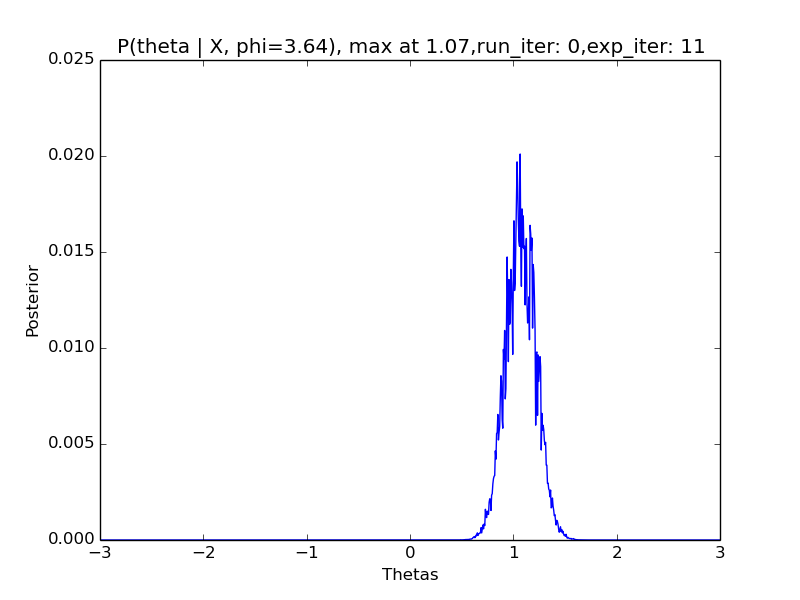 P(theta | X, phi=3.64), max at 1.07,run_iter: 0,exp_iter: 11
0.025
0.020
0.015
0.010
0.005
0.000
Posterior
−3 −2 −1 0 1 2 3
Thetas